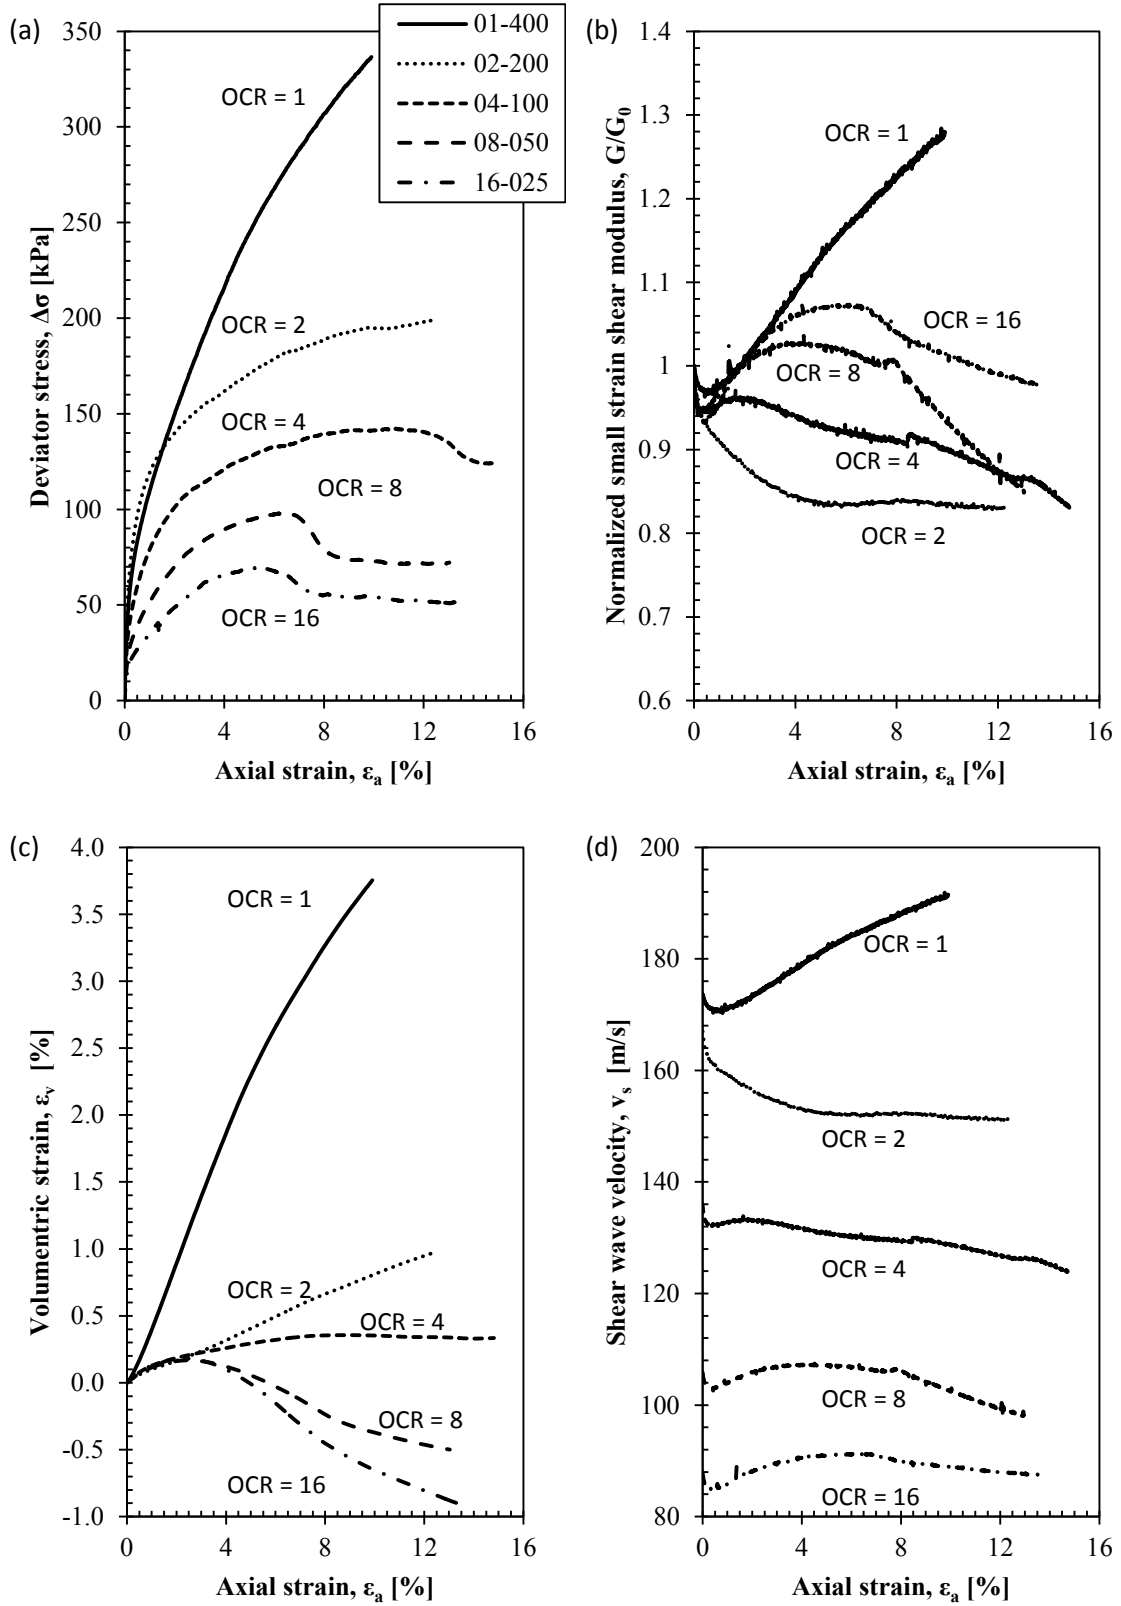 (a)
350
300
250
200
150
100
50
0
Deviator stress, Δσ [kPa]
01-400
02-200
04-100
08-050
16-025
OCR = 1
OCR = 2
OCR = 4
OCR = 8
OCR = 16
0 4 8 12 16
Axial strain, εa [%]
(b)
1.4
1.3
1.2
1.1
1
0.9
0.8
0.7
0.6
Normalized small strain shear modulus, G/G0
OCR = 1
OCR = 16
OCR = 8
OCR = 4
OCR = 2
0 4 8 12 16
Axial strain, εa [%]
(c)
4.0
3.5
3.0
2.5
2.0
1.5
1.0
0.5
0.0
-0.5
-1.0
Volumentric strain, εv [%]
OCR = 1
OCR = 2
OCR = 4
OCR = 8
OCR = 16
0 4 8 12 16
Axial strain, εa [%]
(d)
200
180
160
140
120
100
80
Shear wave velocity, vs [m/s]
OCR = 1
OCR = 2
OCR = 4
OCR = 8
OCR = 16
0 4 8 12 16
Axial strain, εa [%]